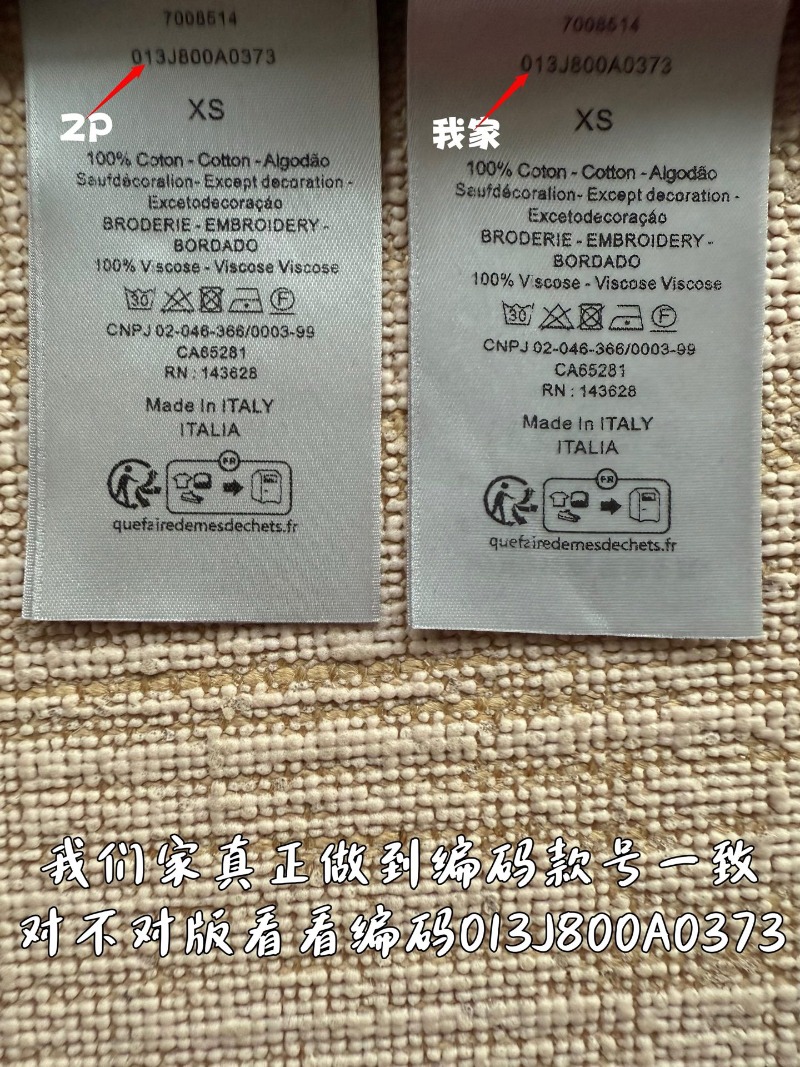 7008514
013J800A0373
2P
XS
100% Coton - Cotton - Algodão
Saufdécoralion- Except decoration -
Excetodecoração
BRODERIE - EMBROIDERY -
BORDADO
100% Viscose - Viscose Viscose
30
F
CNPJ 02-046-366/0003-99
CA65281
RN : 143628
Made In ITALY
ITALIA
FR
quefairedemesdechets.fr
7008514
013J800A0373
我家
XS
100% Coton - Cotton - Algodão
Saufdécoralion- Except decoration -
Excetodecoração
BRODERIE - EMBROIDERY -
BORDADO
100% Viscose - Viscose Viscose
30
F
CNPJ 02-046-366/0003-99
CA65281
RN : 143628
Made In ITALY
ITALIA
FR
quefairedemesdechets.fr
我们家真正做到编码款号一致
对不对版看看编码013J800A0373